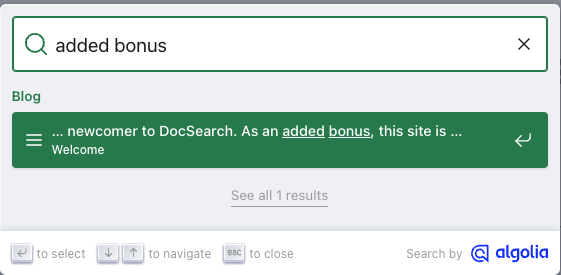 added bonus
Blog
... newcomer to DocSearch. As an added bonus, this site is ...
Welcome
See all 1 results
to select to navigate esc to close Search by algolia